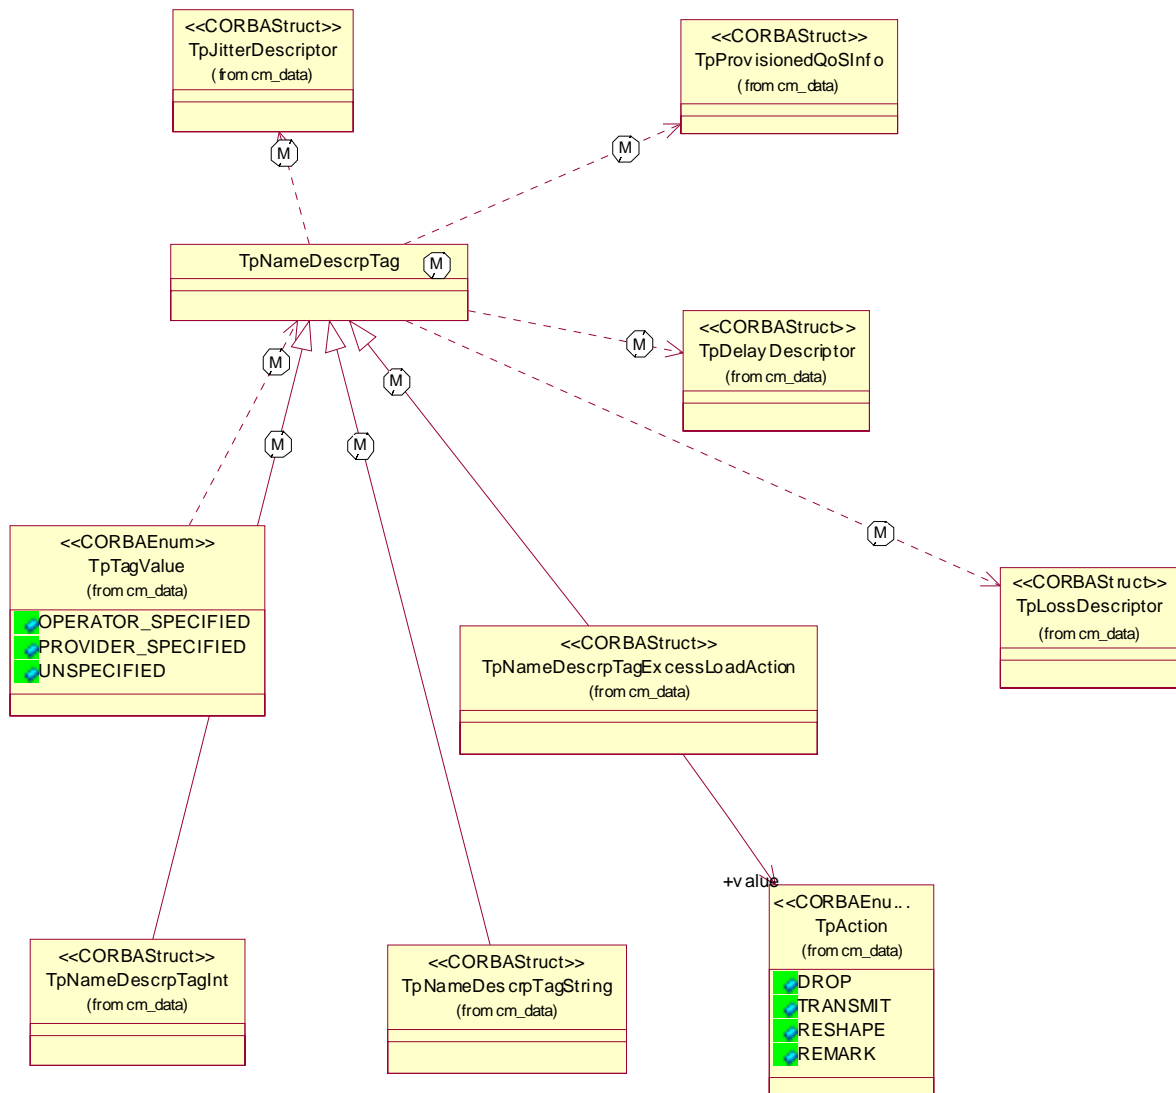 <<CORBAStruct>>
TpJitterDescriptor
(from cm_data)
<<CORBAStruct>>
TpProvisionedQoSInfo
(from cm_data)
M
M
TpNameDescrpTag
M
<<CORBAStruct>>
TpDelayDescriptor
(from cm_data)
M
M
M
M
M
M
<<CORBAEnum>>
TpTagValue
(from cm_data)
OPERATOR_SPECIFIED
PROVIDER_SPECIFIED
UNSPECIFIED
<<CORBAStruct>>
TpLossDescriptor
(from cm_data)
<<CORBAStruct>>
TpNameDescrpTagExcessLoadAction
(from cm_data)
+value
<<CORBAEnu...
TpAction
(from cm_data)
DROP
TRANSMIT
RESHAPE
REMARK
<<CORBAStruct>>
TpNameDescrpTagInt
(from cm_data)
<<CORBAStruct>>
TpNameDescrpTagString
(from cm_data)